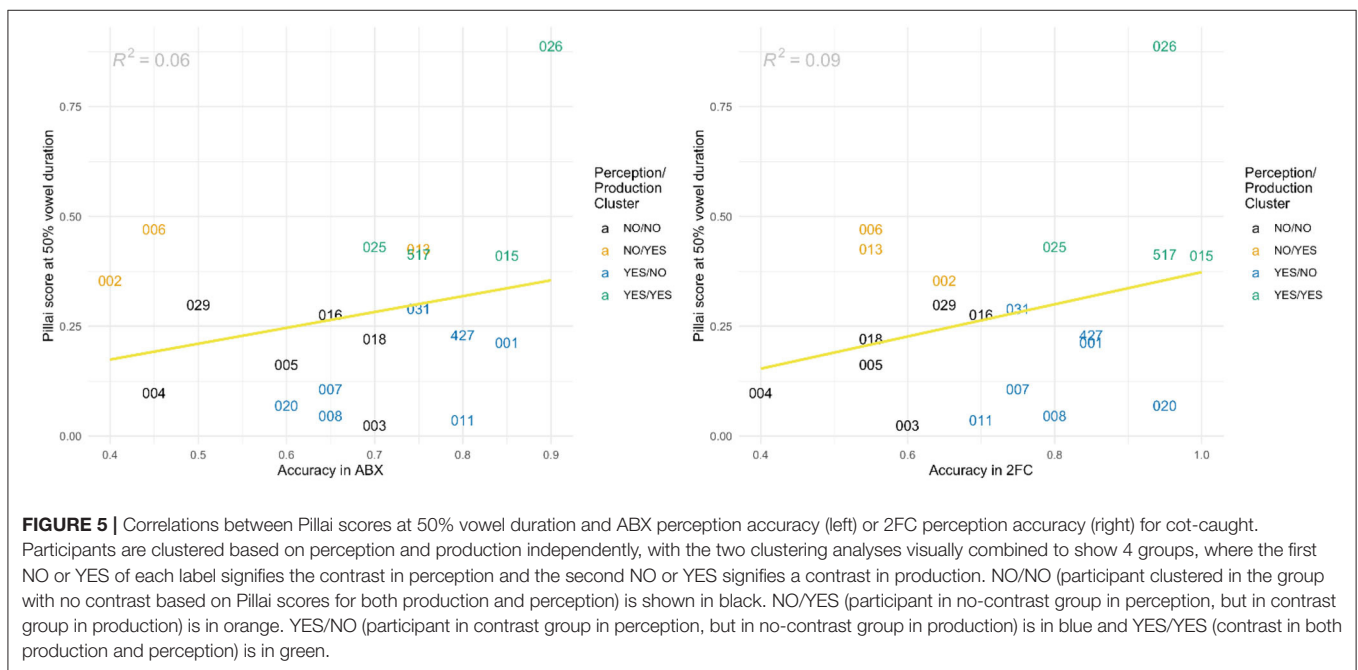 R² = 0.06
026
0.75
0.50
0.25
0.00
Pillai score at 50% vowel duration
006
013
025
517
015
002
029
016
031
018
427
001
005
004
007
020
008
003
011
0.4 0.5 0.6 0.7 0.8 0.9
Accuracy in ABX
Perception/
Production
Cluster
a NO/NO
a NO/YES
a YES/NO
a YES/YES
R² = 0.09
026
0.75
0.50
0.25
0.00
Pillai score at 50% vowel duration
006
013
025
517
015
002
029
016
031
018
427
001
005
004
007
020
008
011
003
0.4 0.6 0.8 1.0
Accuracy in 2FC
Perception/
Production
Cluster
a NO/NO
a NO/YES
a YES/NO
a YES/YES
FIGURE 5 | Correlations between Pillai scores at 50% vowel duration and ABX perception accuracy (left) or 2FC perception accuracy (right) for cot-caught.
Participants are clustered based on perception and production independently, with the two clustering analyses visually combined to show 4 groups, where the first
NO or YES of each label signifies the contrast in perception and the second NO or YES signifies a contrast in production. NO/NO (participant clustered in the group
with no contrast based on Pillai scores for both production and perception) is shown in black. NO/YES (participant in no-contrast group in perception, but in contrast
group in production) is in orange. YES/NO (participant in contrast group in perception, but in no-contrast group in production) is in blue and YES/YES (contrast in both
production and perception) is in green.